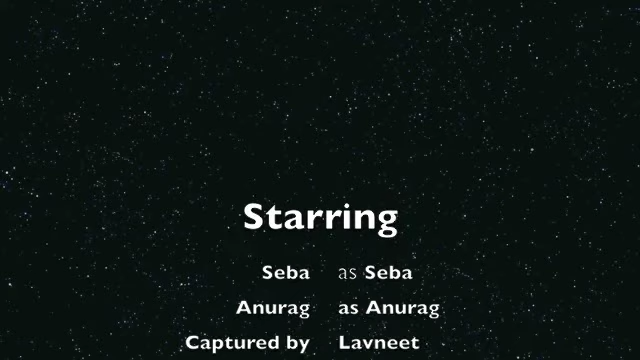 Starring
Seba as Seba
Anurag as Anurag
Captured by Lavneet